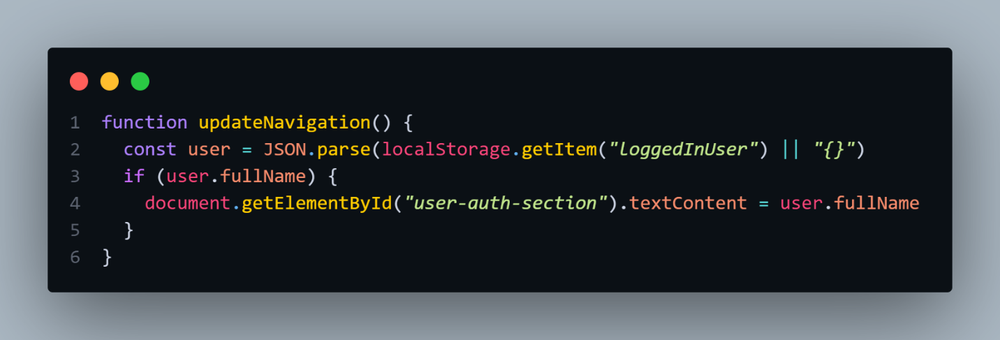 1 function updateNavigation() {
2   const user = JSON.parse(localStorage.getItem("loggedInUser") || "{}")
3   if (user.fullName) {
4     document.getElementById("user-auth-section").textContent = user.fullName
5   }
6 }